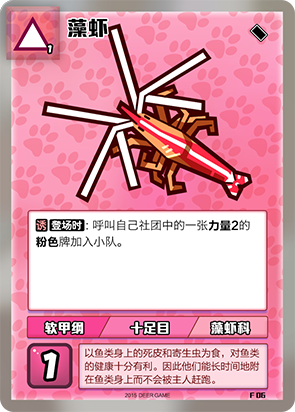 1
藻虾
诱 登场时：呼叫自己社团中的一张力量2的
粉色牌加入小队。
软甲纲 十足目 藻虾科
1
以鱼类身上的死皮和寄生虫为食，对鱼类
的健康十分有利。因此他们能长时间地附
在鱼类身上而不会被主人赶跑。
2015 DEER GAME
F 06